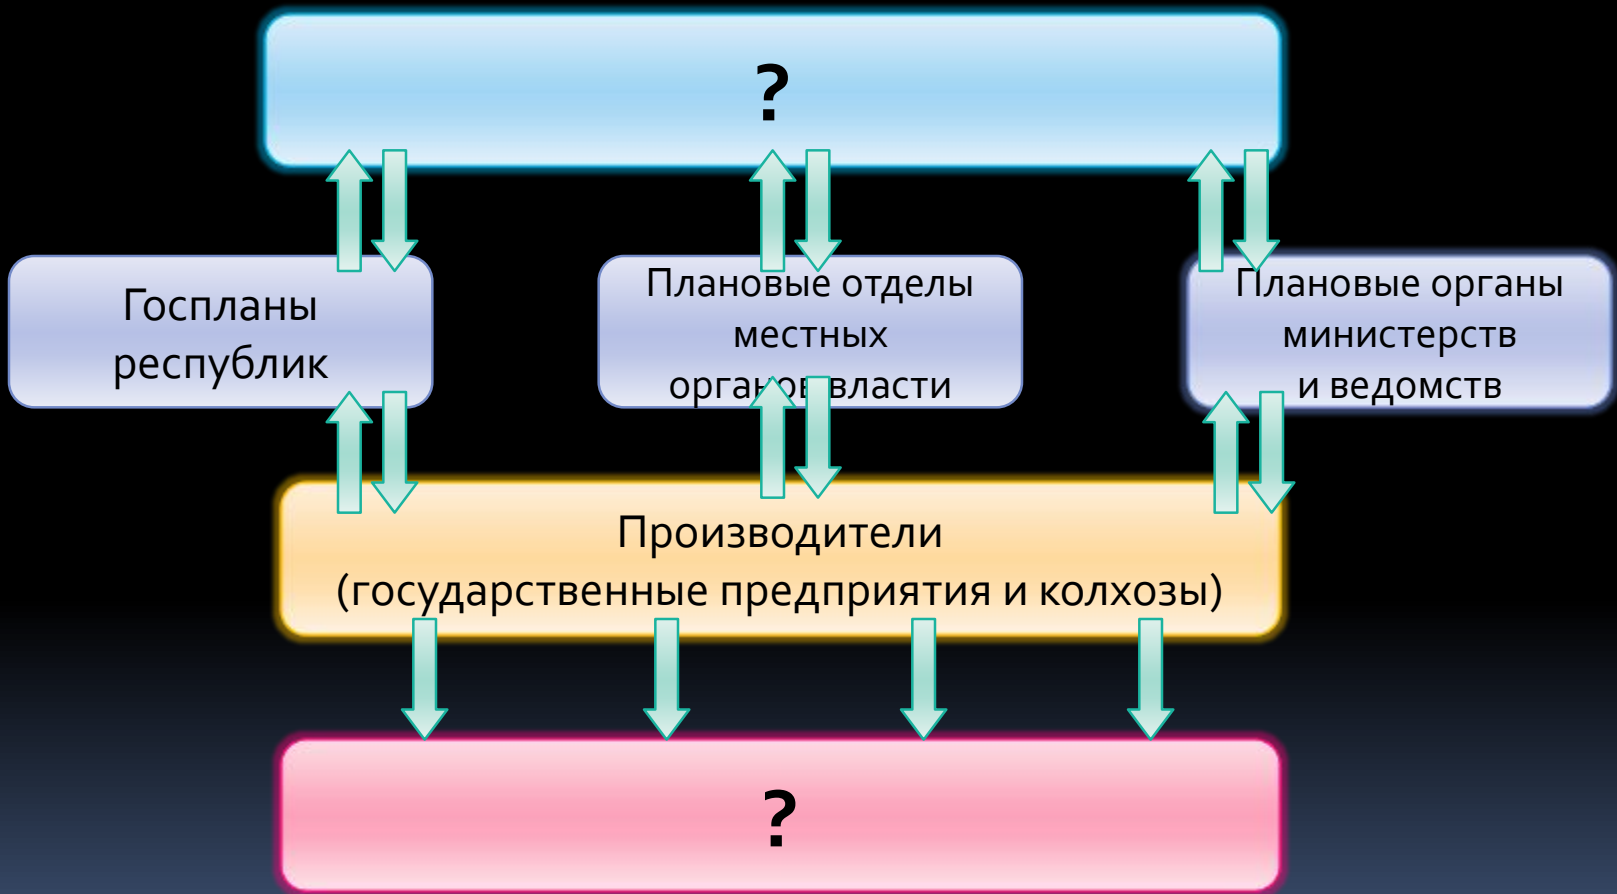 ?
Госпланы
республик
Плановые отделы
местных
органов власти
Плановые органы
министерств
и ведомств
Производители
(государственные предприятия и колхозы)
?